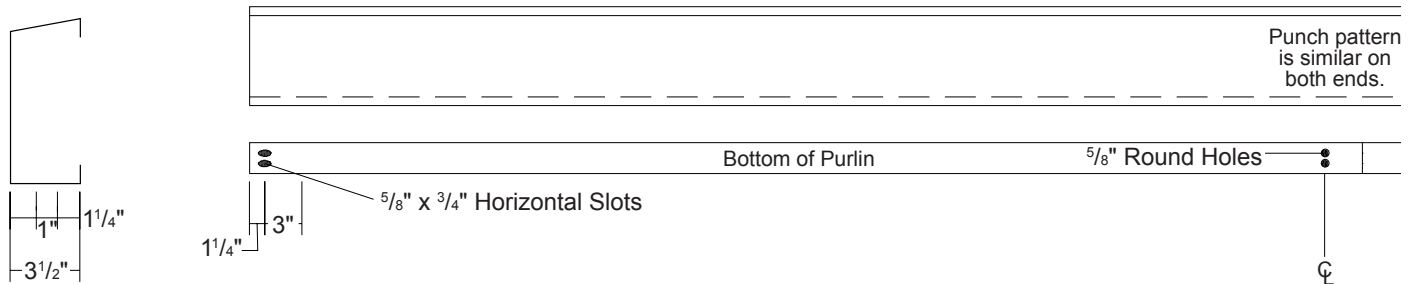 Punch pattern
is similar on
both ends.
Bottom of Purlin
5/8" Round Holes
5/8" x 3/4" Horizontal Slots
1" 1 1/4"
3"
1 1/4"
3 1/2"
℄